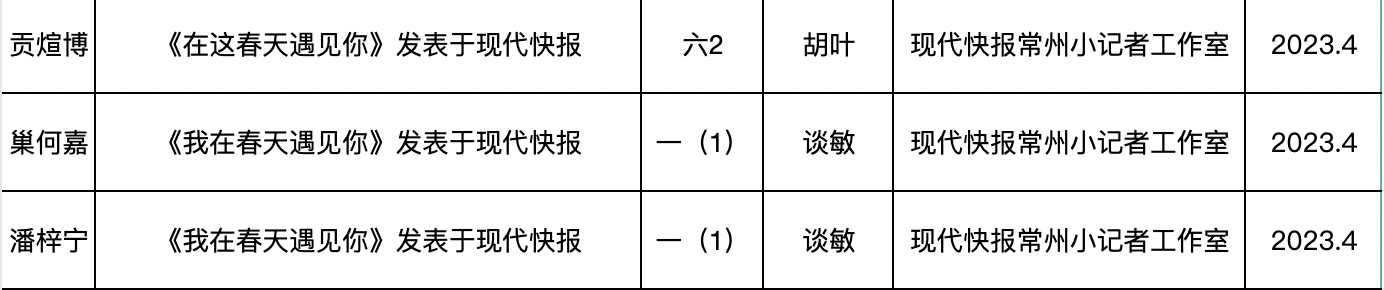 贡煊博 《在这春天遇见你》发表于现代快报 六2 胡叶 现代快报常州小记者工作室 2023.4
巢何嘉 《我在春天遇见你》发表于现代快报 一（1） 谈敏 现代快报常州小记者工作室 2023.4
潘梓宁 《我在春天遇见你》发表于现代快报 一（1） 谈敏 现代快报常州小记者工作室 2023.4